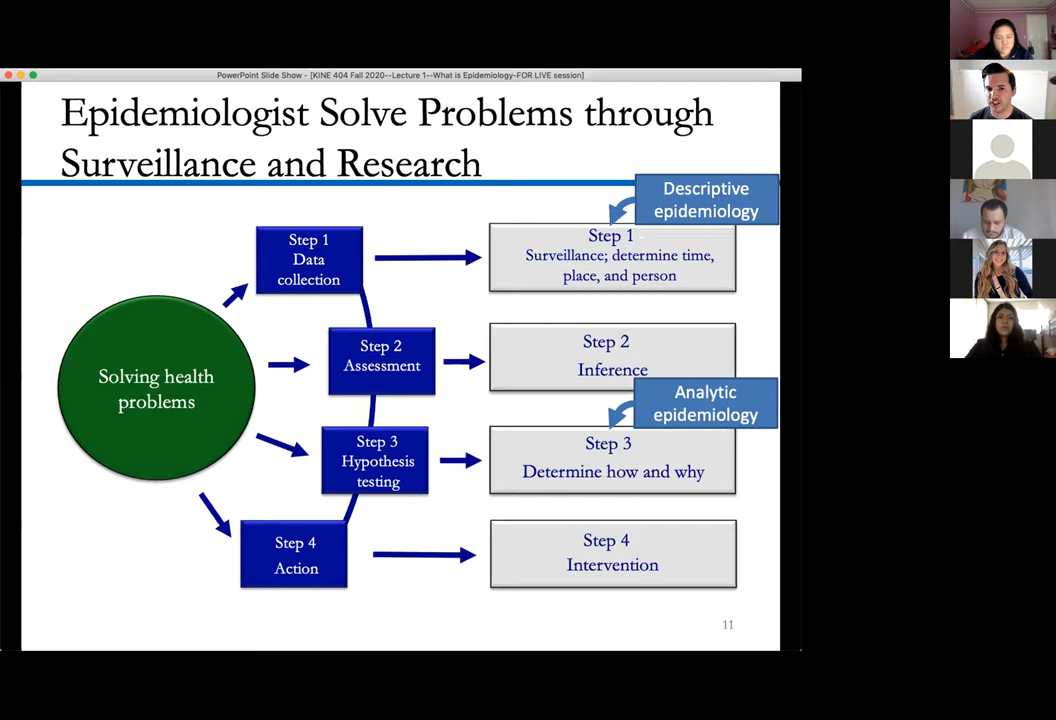 PowerPoint Slide Show - [KINE 404 Fall 2020--Lecture 1--What is Epidemiology-FOR LIVE session]
Epidemiologist Solve Problems through
Surveillance and Research
Descriptive
epidemiology
Step 1
Data
collection
Step 1
Surveillance; determine time,
place, and person
Step 2
Assessment
Step 2
Inference
Solving health
problems
Analytic
epidemiology
Step 3
Hypothesis
testing
Step 3
Determine how and why
Step 4
Action
Step 4
Intervention
11